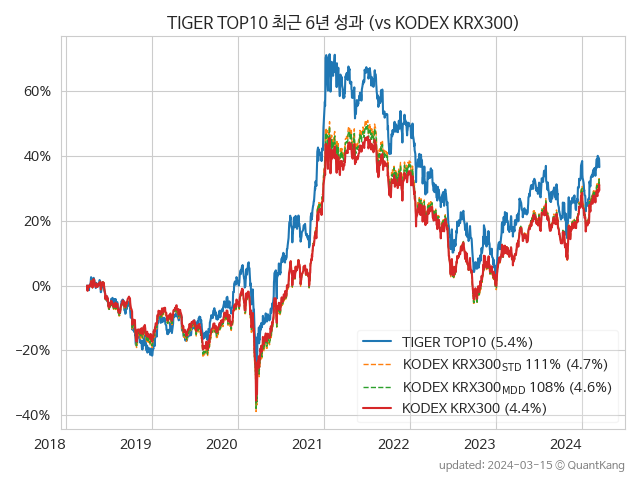 TIGER TOP10 최근 6년 성과 (vs KODEX KRX300)
60%
40%
20%
0%
−20%
−40%
TIGER TOP10 (5.4%)
KODEX KRX300STD 111% (4.7%)
KODEX KRX300MDD 108% (4.6%)
KODEX KRX300 (4.4%)
2018 2019 2020 2021 2022 2023 2024
updated: 2024-03-15 © QuantKang